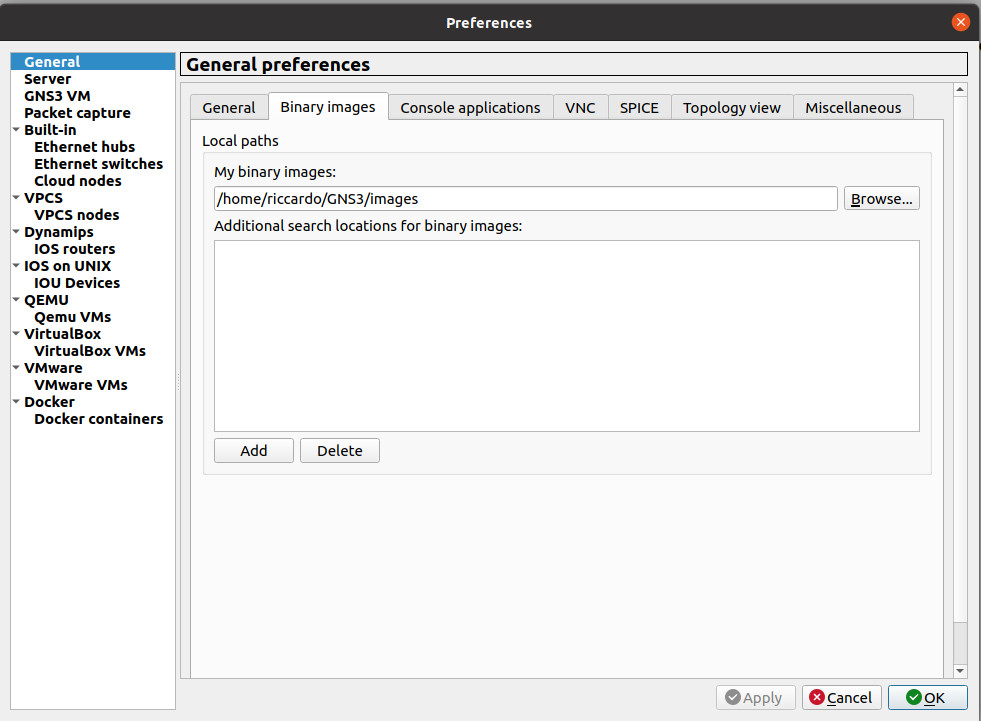 Preferences
General
Server
GNS3 VM
Packet capture
Built-in
Ethernet hubs
Ethernet switches
Cloud nodes
VPCS
VPCS nodes
Dynamips
IOS routers
IOS on UNIX
IOU Devices
QEMU
Qemu VMs
VirtualBox
VirtualBox VMs
VMware
VMware VMs
Docker
Docker containers
General preferences
General Binary images Console applications VNC SPICE Topology view Miscellaneous
Local paths
My binary images:
/home/riccardo/GNS3/images Browse...
Additional search locations for binary images:
Add Delete
Apply Cancel OK